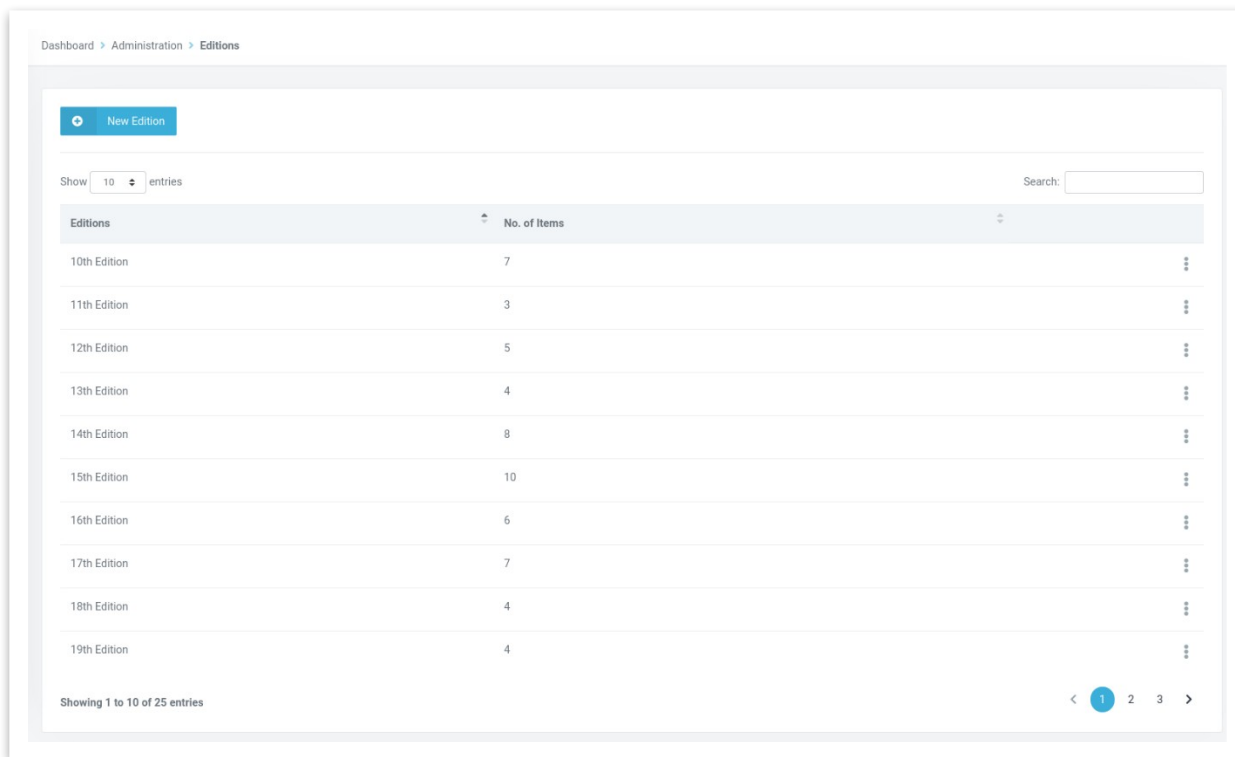 Dashboard > Administration > Editions
New Edition
Show 10 entries Search:
Editions No. of Items
10th Edition 7
11th Edition 3
12th Edition 5
13th Edition 4
14th Edition 8
15th Edition 10
16th Edition 6
17th Edition 7
18th Edition 4
19th Edition 4
Showing 1 to 10 of 25 entries < 1 2 3 >